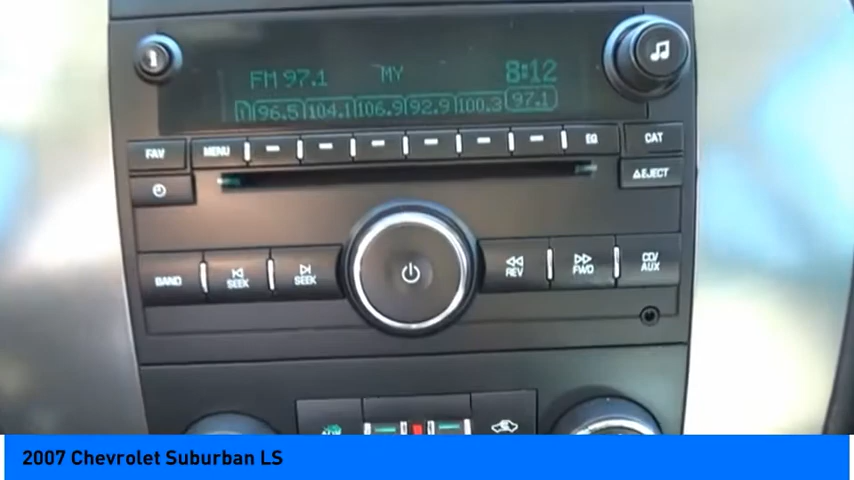 FM 97.1 MY 8:12
1 96.5 104.1 106.9 92.9 100.3 97.1
FAV MENU EQ CAT
EJECT
BAND SEEK SEEK REV FWD CD/AUX
2007 Chevrolet Suburban LS